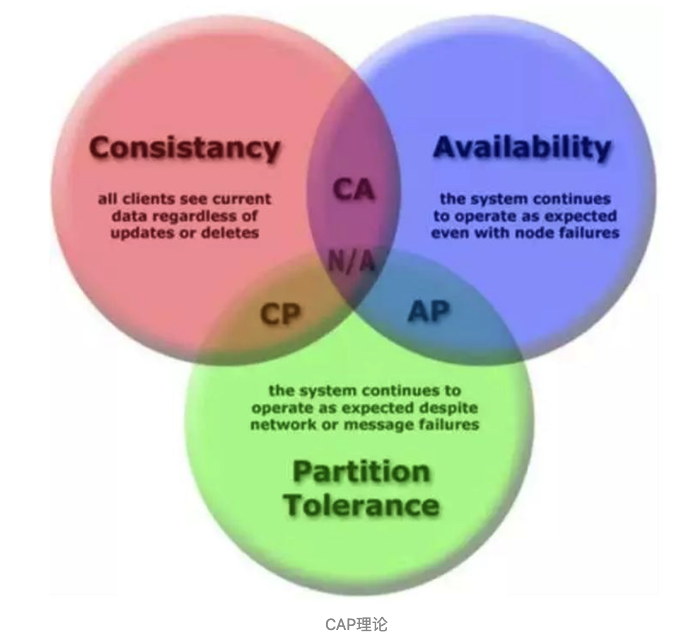 Consistancy
all clients see current
data regardless of
updates or deletes
Availability
the system continues
to operate as expected
even with node failures
CA
N/A
CP
AP
the system continues to
operate as expected despite
network or message failures
Partition
Tolerance
CAP理论